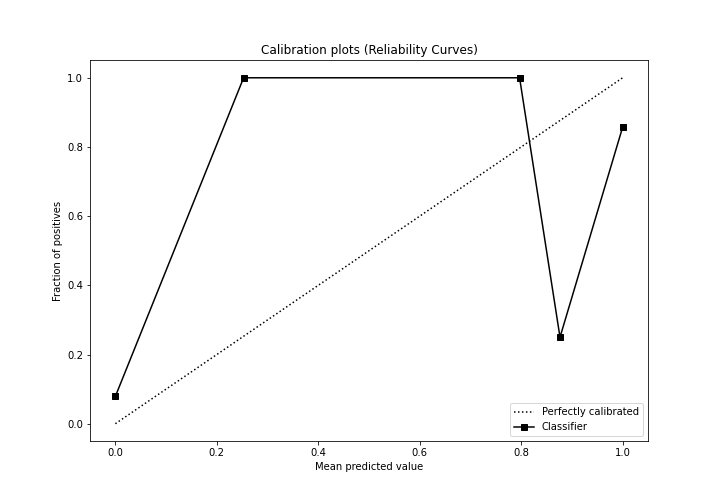 Calibration plots (Reliability Curves)
Fraction of positives
1.0
0.8
0.6
0.4
0.2
0.0
0.0 0.2 0.4 0.6 0.8 1.0
Mean predicted value
Perfectly calibrated
Classifier